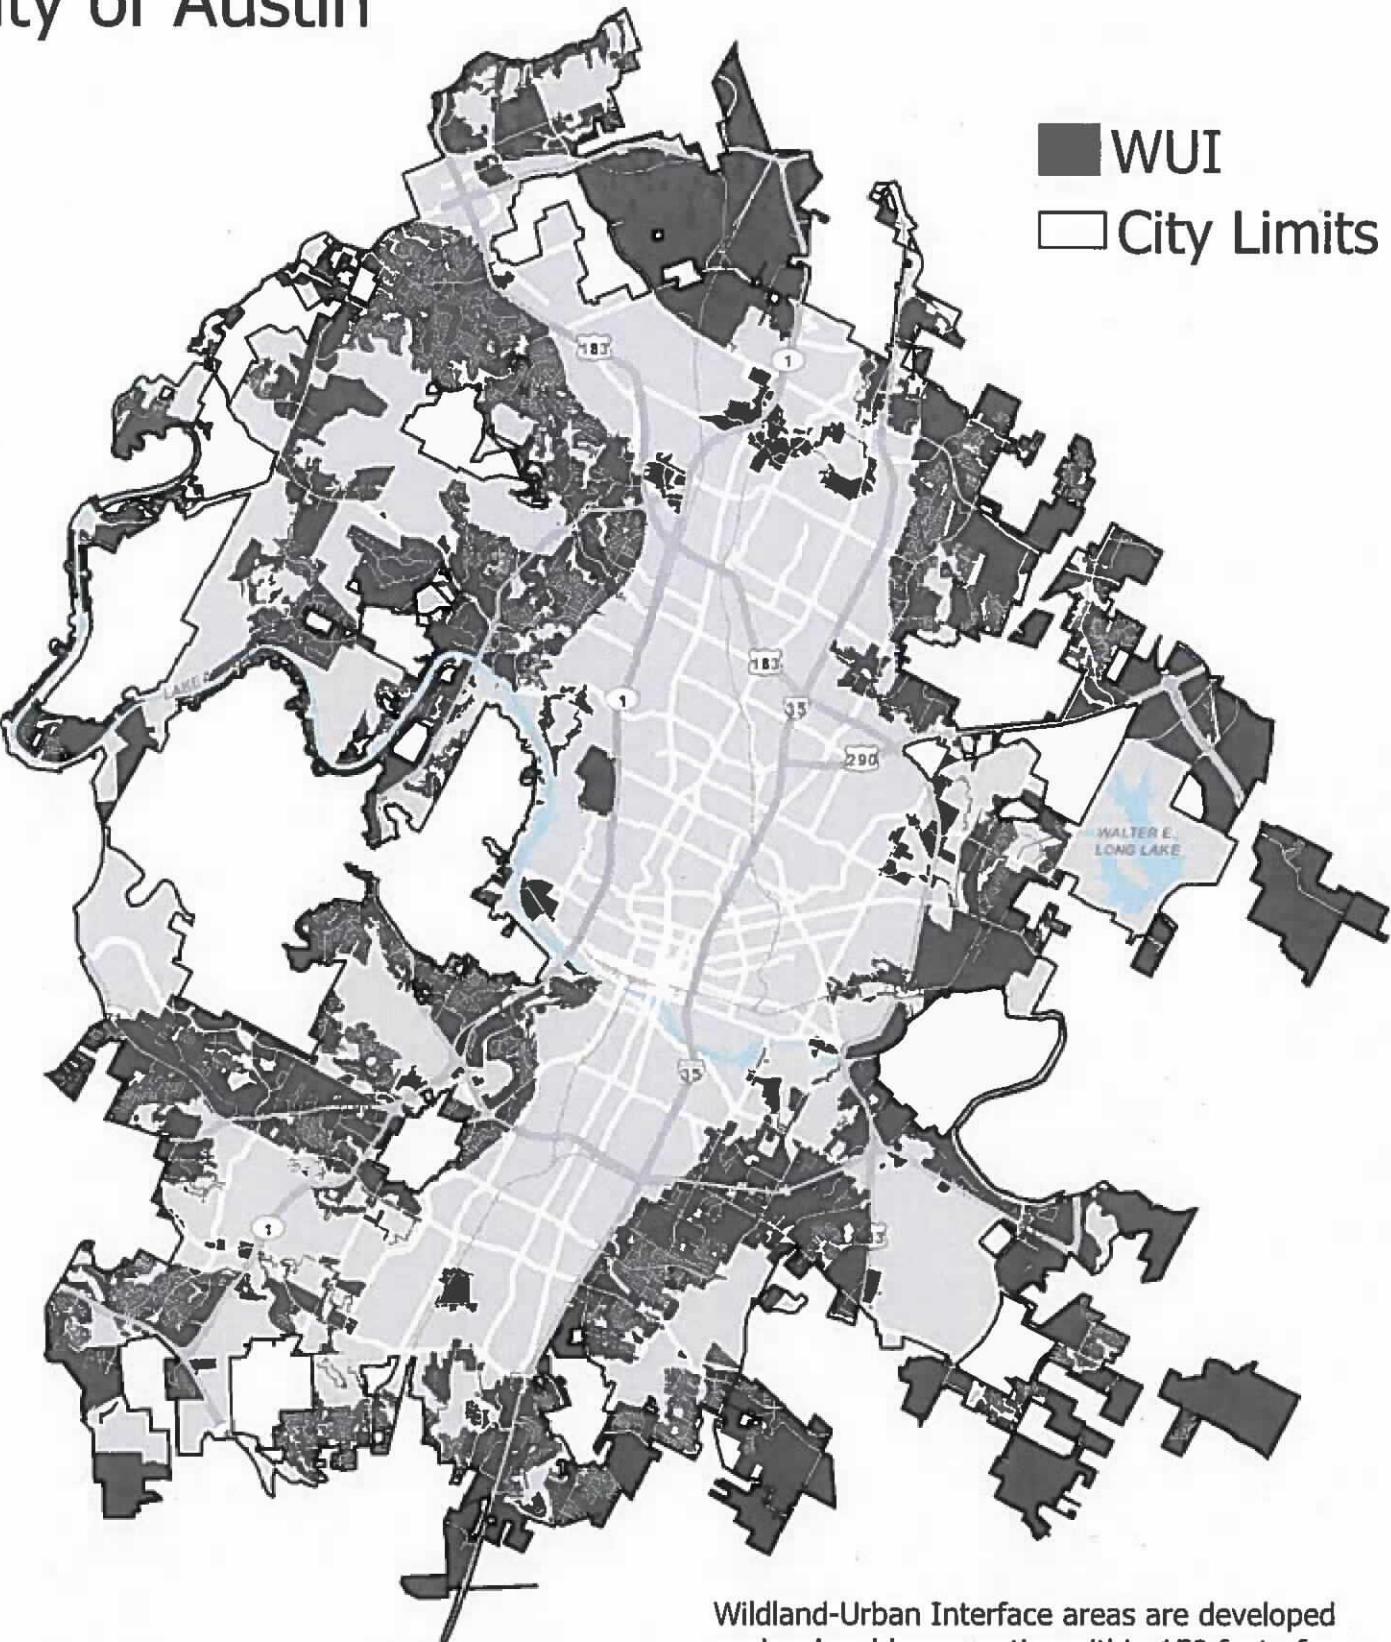 ity of Austin
WUI
City Limits
183
1
183
1
35
290
LAKE A
WALTER E.
LONG LAKE
35
1
Wildland-Urban Interface areas are developed